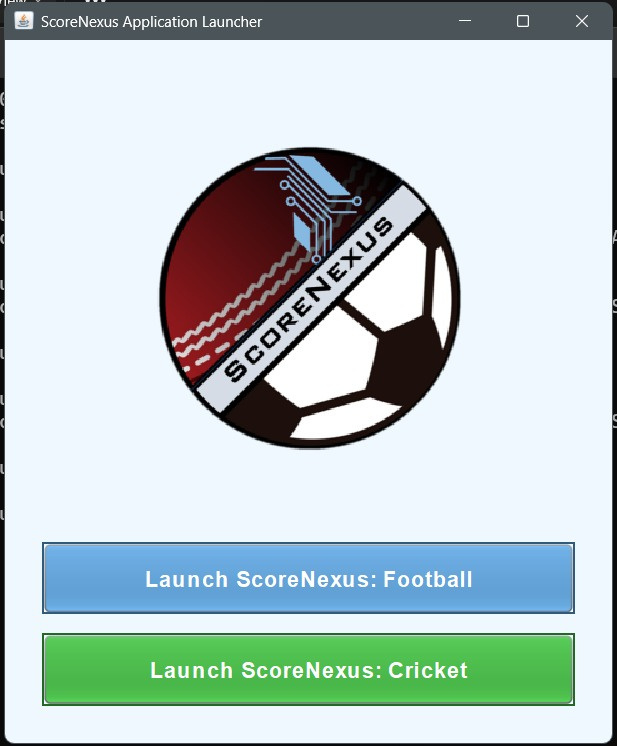 ScoreNexus Application Launcher
ScoreNexus
Launch ScoreNexus: Football
Launch ScoreNexus: Cricket